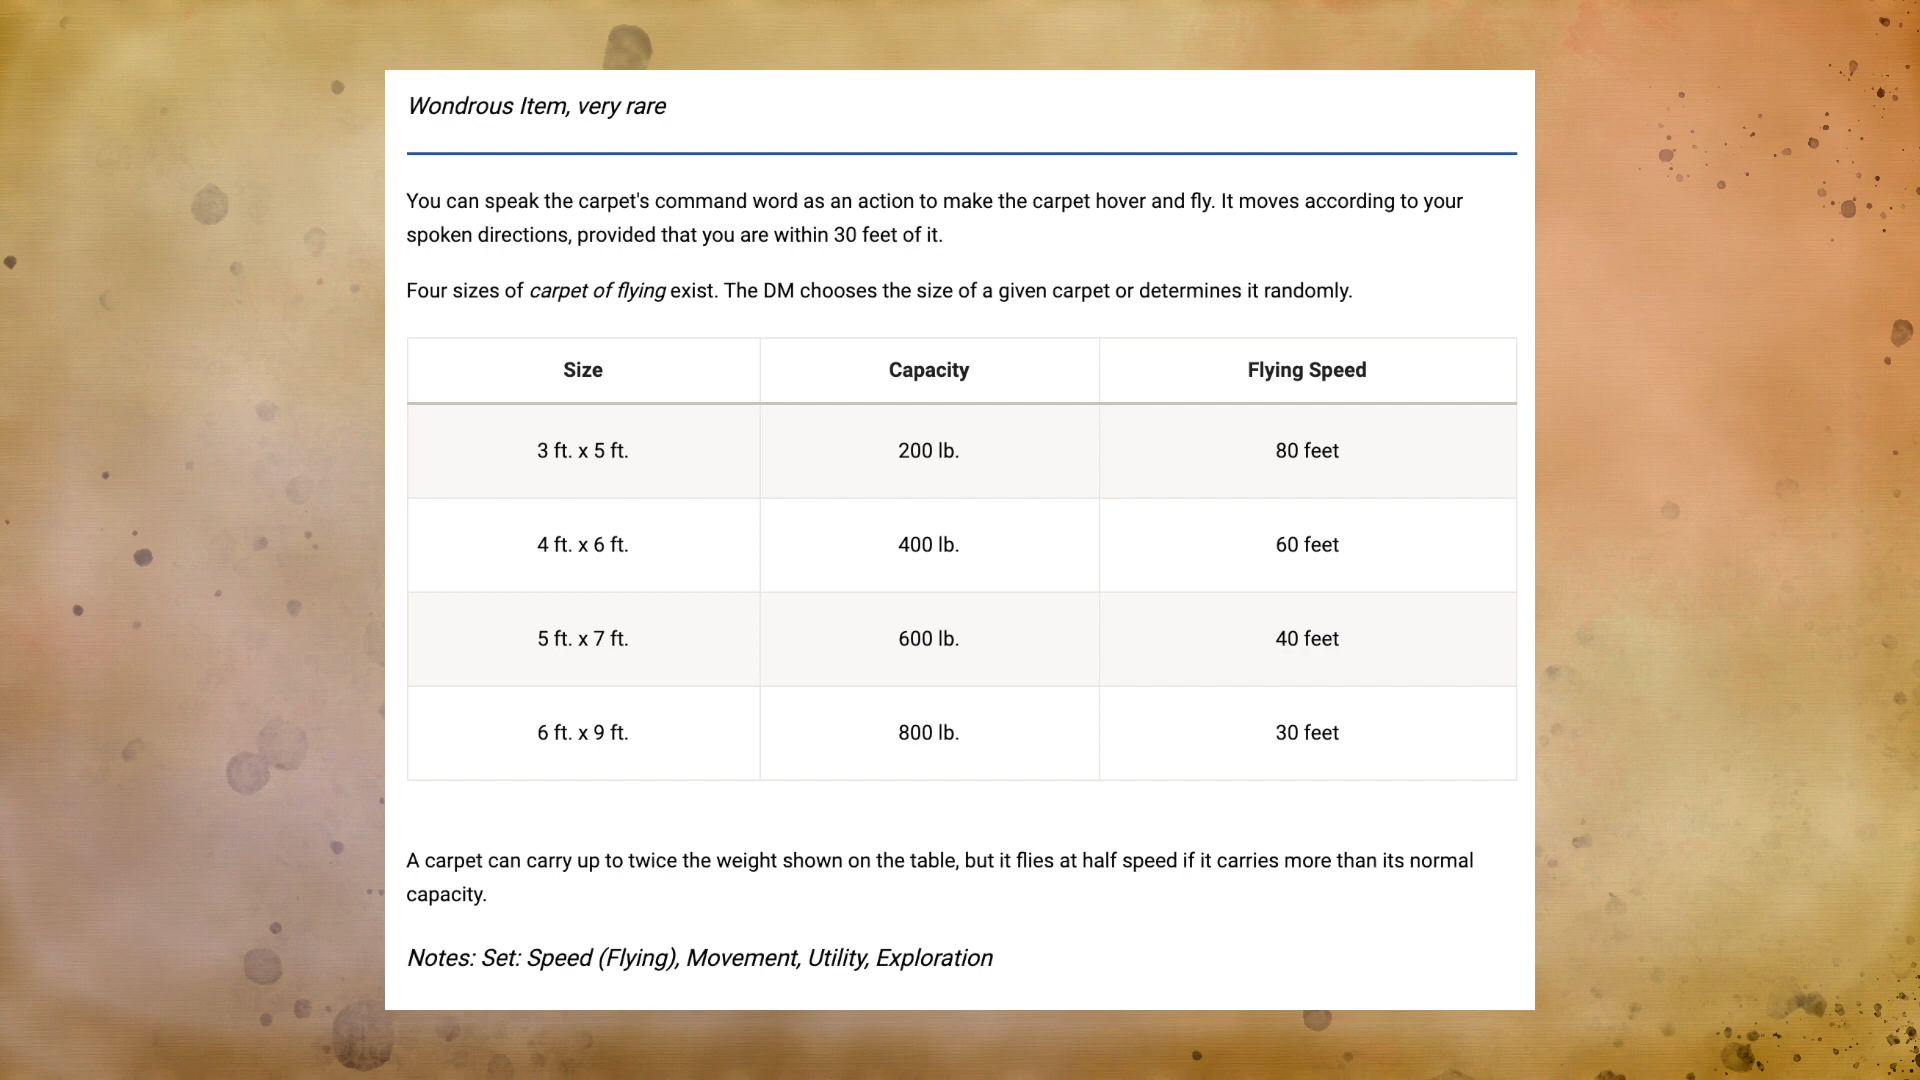 Wondrous Item, very rare
You can speak the carpet's command word as an action to make the carpet hover and fly. It moves according to your
spoken directions, provided that you are within 30 feet of it.
Four sizes of carpet of flying exist. The DM chooses the size of a given carpet or determines it randomly.
Size Capacity Flying Speed
3 ft. x 5 ft. 200 lb. 80 feet
4 ft. x 6 ft. 400 lb. 60 feet
5 ft. x 7 ft. 600 lb. 40 feet
6 ft. x 9 ft. 800 lb. 30 feet
A carpet can carry up to twice the weight shown on the table, but it flies at half speed if it carries more than its normal
capacity.
Notes: Set: Speed (Flying), Movement, Utility, Exploration